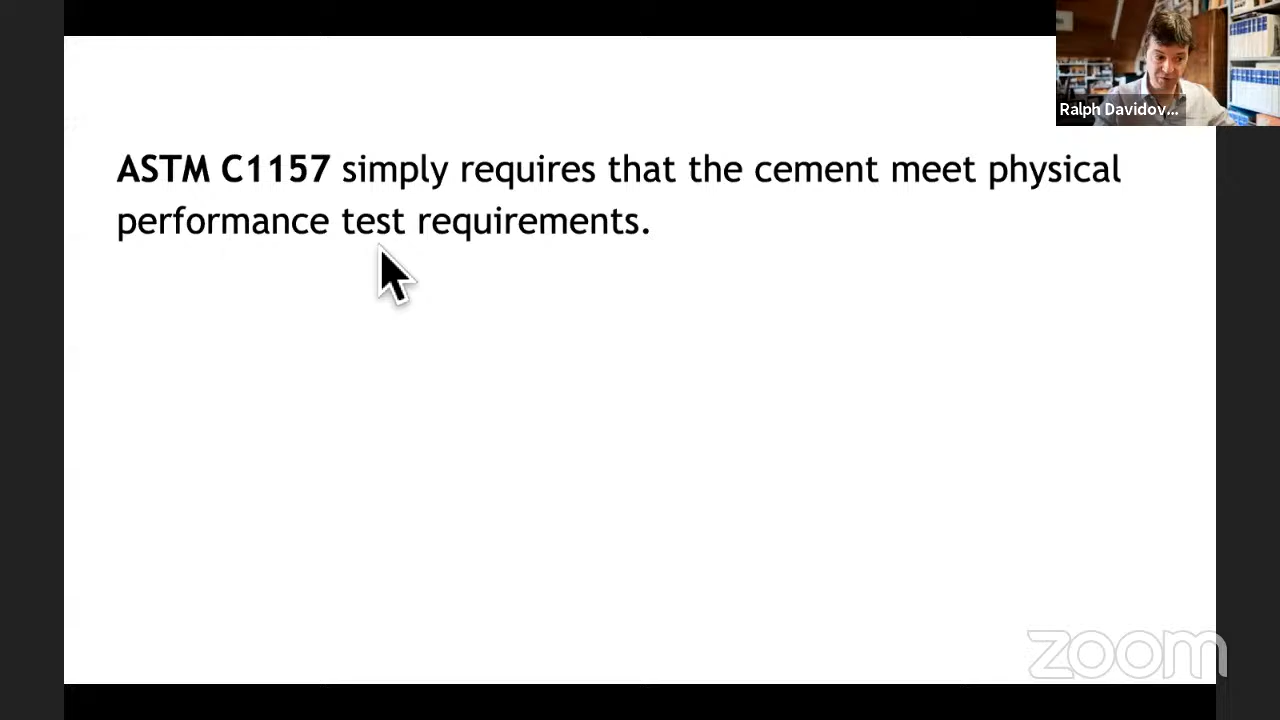 Ralph Davidov...
ASTM C1157 simply requires that the cement meet physical
performance test requirements.
zoom